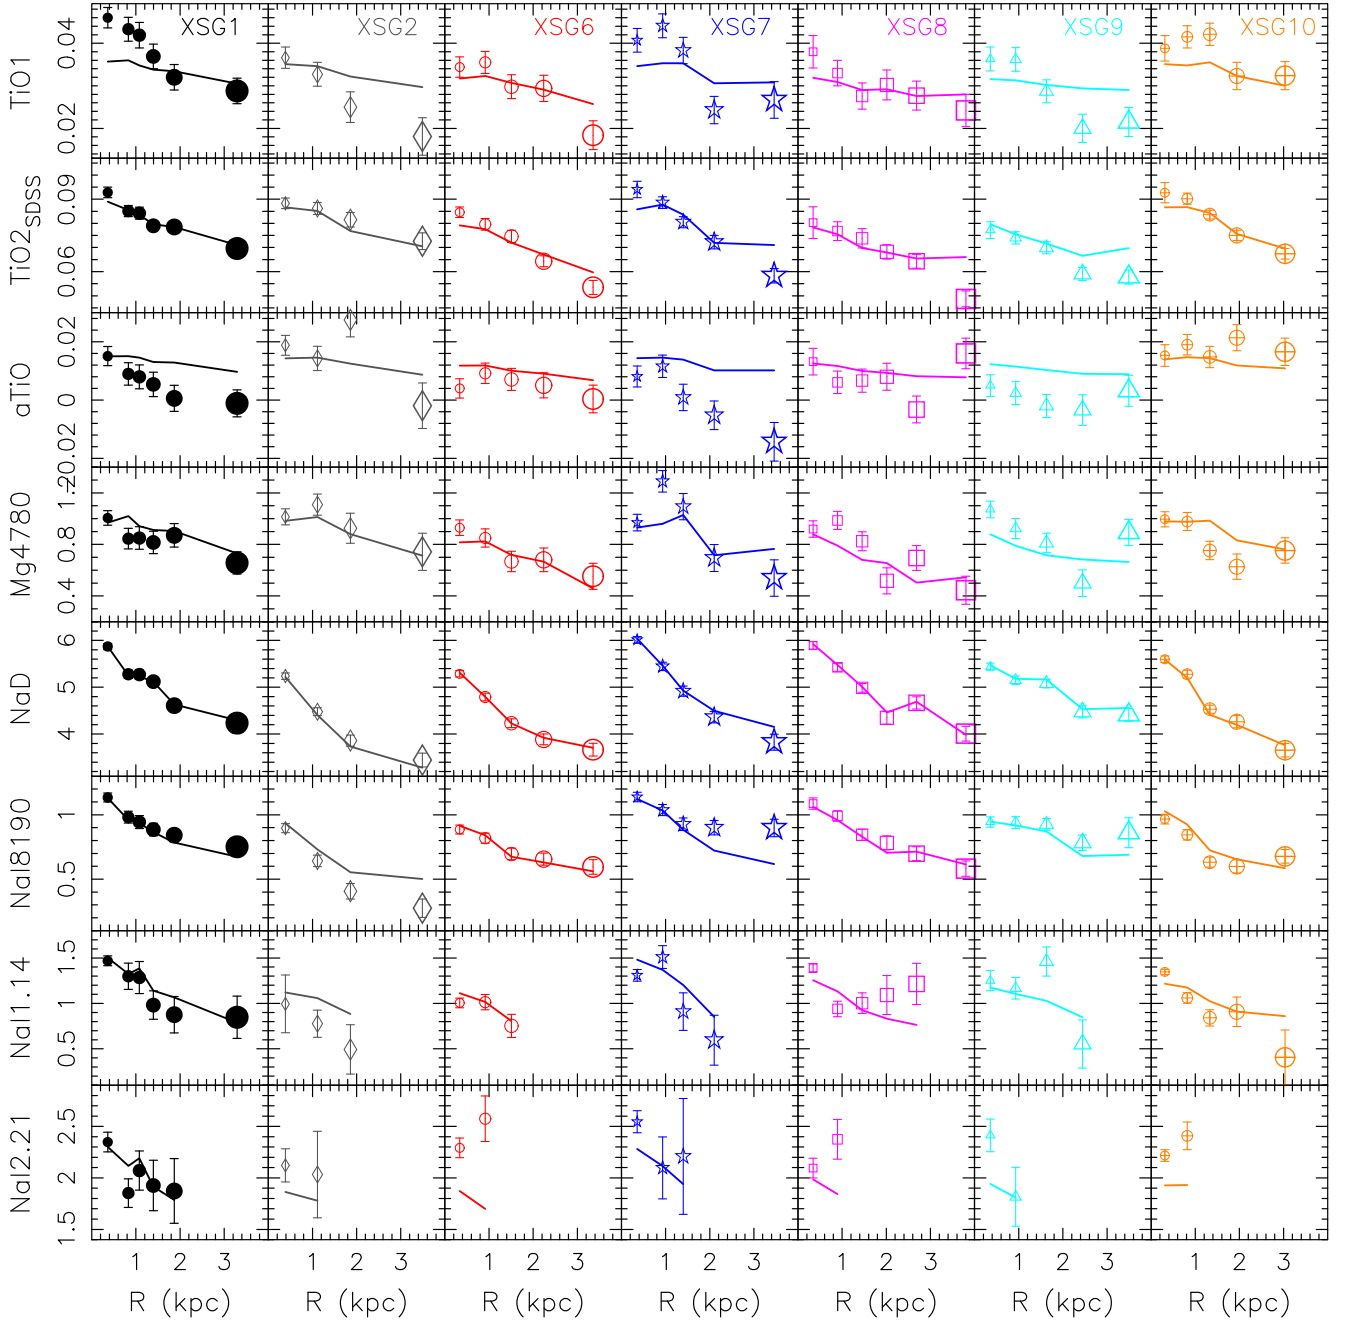 XSG1 XSG2 XSG6 XSG7 XSG8 XSG9 XSG10
TiO1
0.04
0.02
TiO2SDSS
0.09
0.06
aTiO
0.02
0
0.02
Mg4780
1.2
0.8
0.4
NaD
6
5
4
NaI8190
1
0.5
NaI1.14
1.5
1
0.5
NaI2.21
2.5
2
1.5
1 2 3 1 2 3 1 2 3 1 2 3 1 2 3 1 2 3 1 2 3
R (kpc) R (kpc) R (kpc) R (kpc) R (kpc) R (kpc) R (kpc)